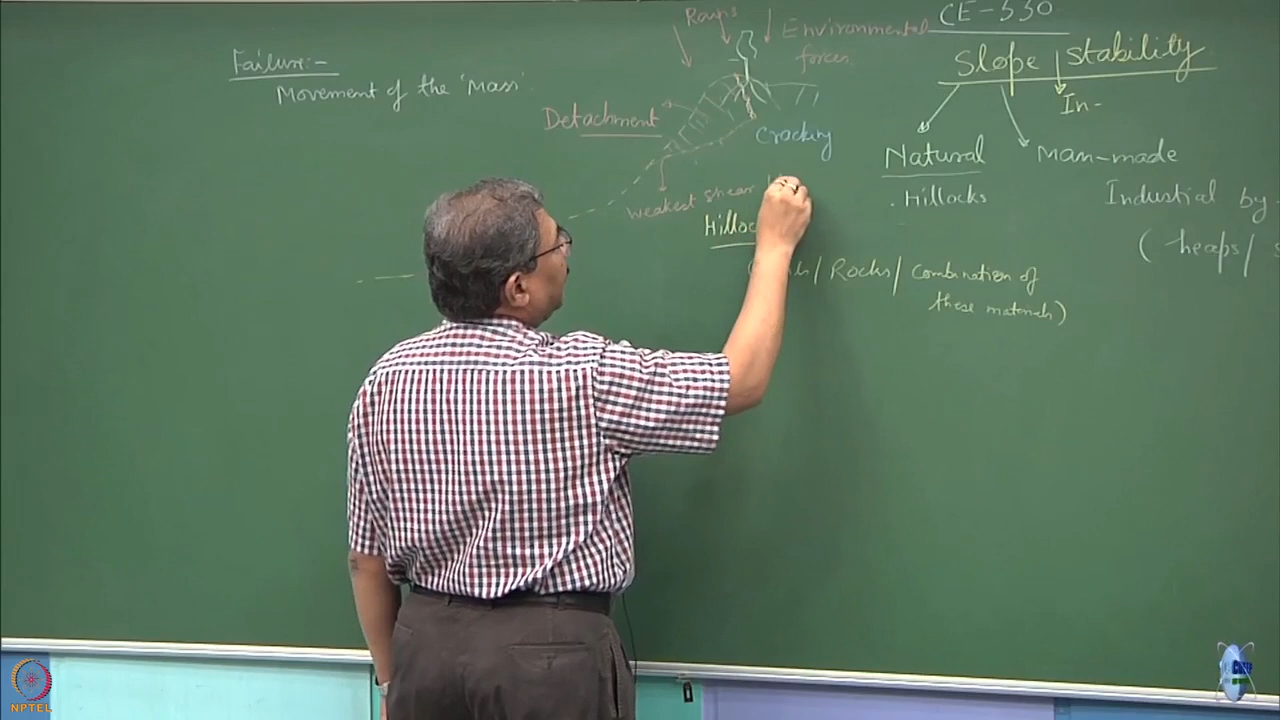 CE-330
Slope stability
In-
Natural
Man-made
. Hillocks
Industial by
( heaps/
Failure:-
Movement of the 'Mass'.
Rains
Environmental
forces
Detachment
Cracking
Weakest shear
Hilloc
/ Rocks/ Combination of
these materials)
NPTEL